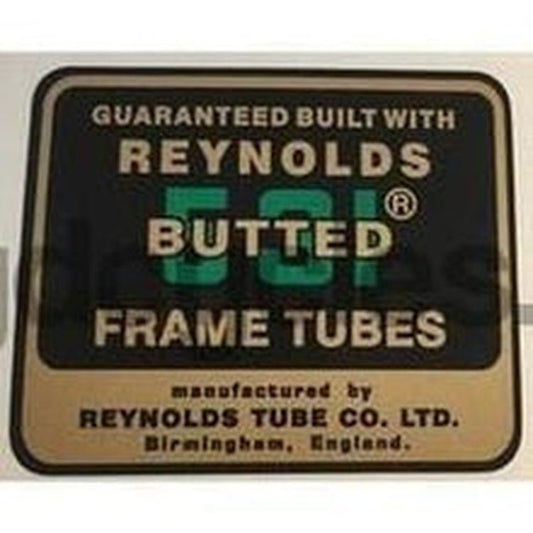 GUARANTEED BUILT WITH
REYNOLDS
531
BUTTED®
FRAME TUBES
manufactured by
REYNOLDS TUBE CO. LTD.
Birmingham, England.